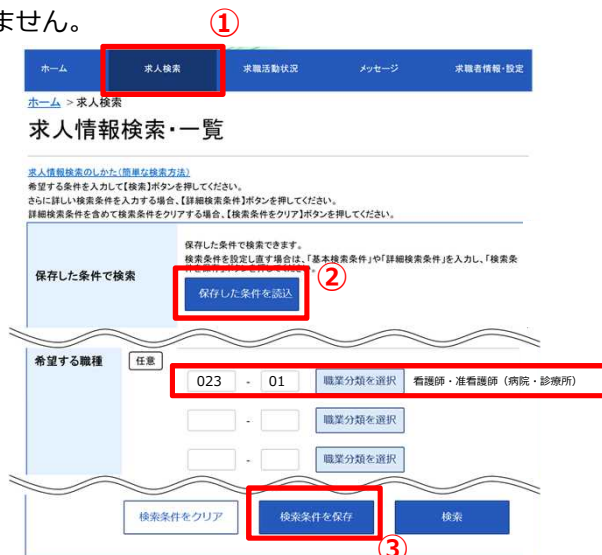 ません。
①
ホーム 求人検索 求職活動状況 メッセージ 求職者情報・設定
ホーム > 求人検索
求人情報検索・一覧
求人情報検索のしかた(簡単な検索方法)
希望する条件を入力して【検索】ボタンを押してください。
さらに詳しい検索条件を入力する場合、【詳細検索条件】ボタンを押してください。
詳細検索条件を含めて検索条件をクリアする場合、【検索条件をクリア】ボタンを押してください。
保存した条件で検索
保存した条件で検索できます。
検索条件を設定し直す場合は、「基本検索条件」や「詳細検索条件」を入力し、「検索条
件を保存」ボタンを押してください。
②
保存した条件を読込
希望する職種 任意
023 - 01 職業分類を選択 看護師・准看護師（病院・診療所）
- 職業分類を選択
- 職業分類を選択
検索条件をクリア 検索条件を保存 検索
③